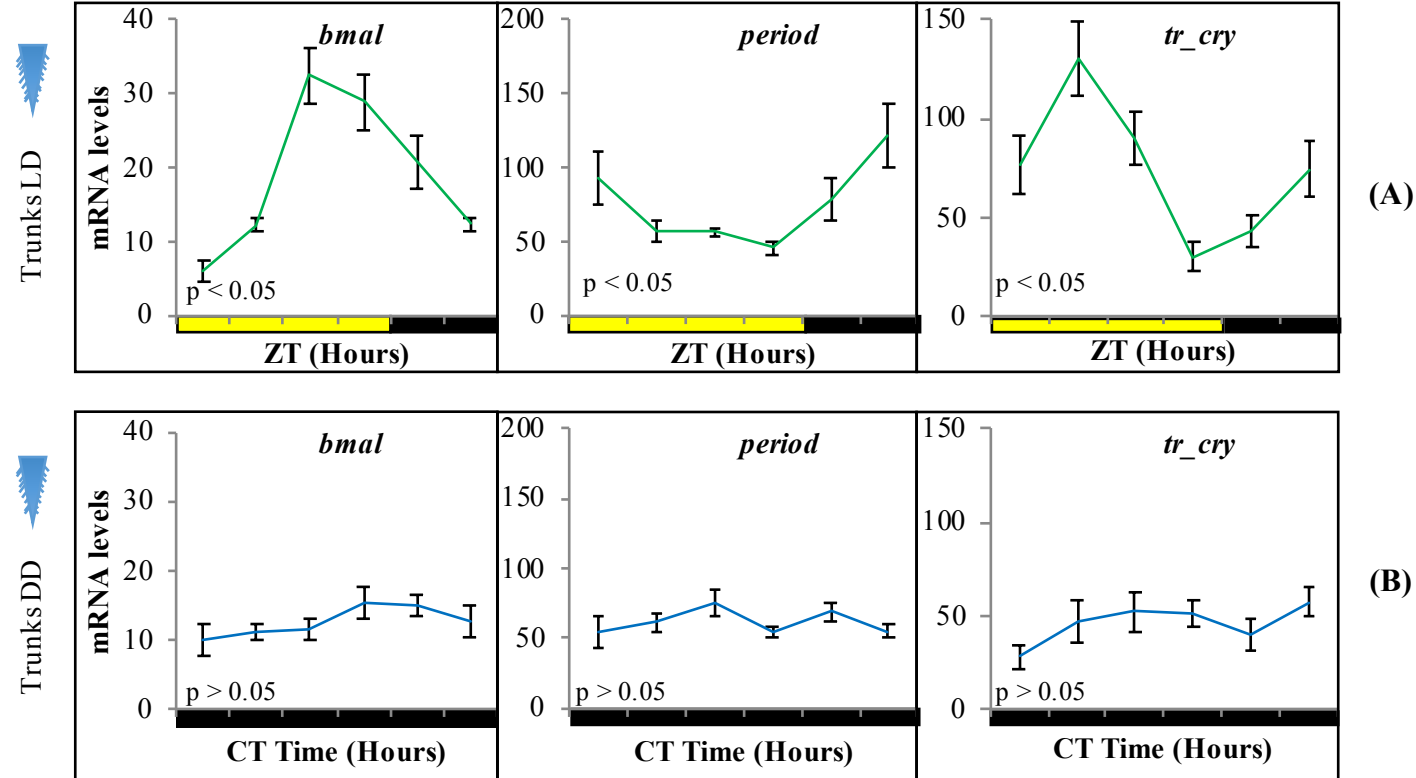 Trunks LD
mRNA levels
40
30
20
10
0
bmal
p < 0.05
ZT (Hours)
200
150
100
50
0
period
p < 0.05
ZT (Hours)
150
100
50
0
tr_cry
p < 0.05
ZT (Hours)
(A)
Trunks DD
mRNA levels
40
30
20
10
0
bmal
p > 0.05
CT Time (Hours)
200
150
100
50
0
period
p > 0.05
CT Time (Hours)
150
100
50
0
tr_cry
p > 0.05
CT Time (Hours)
(B)